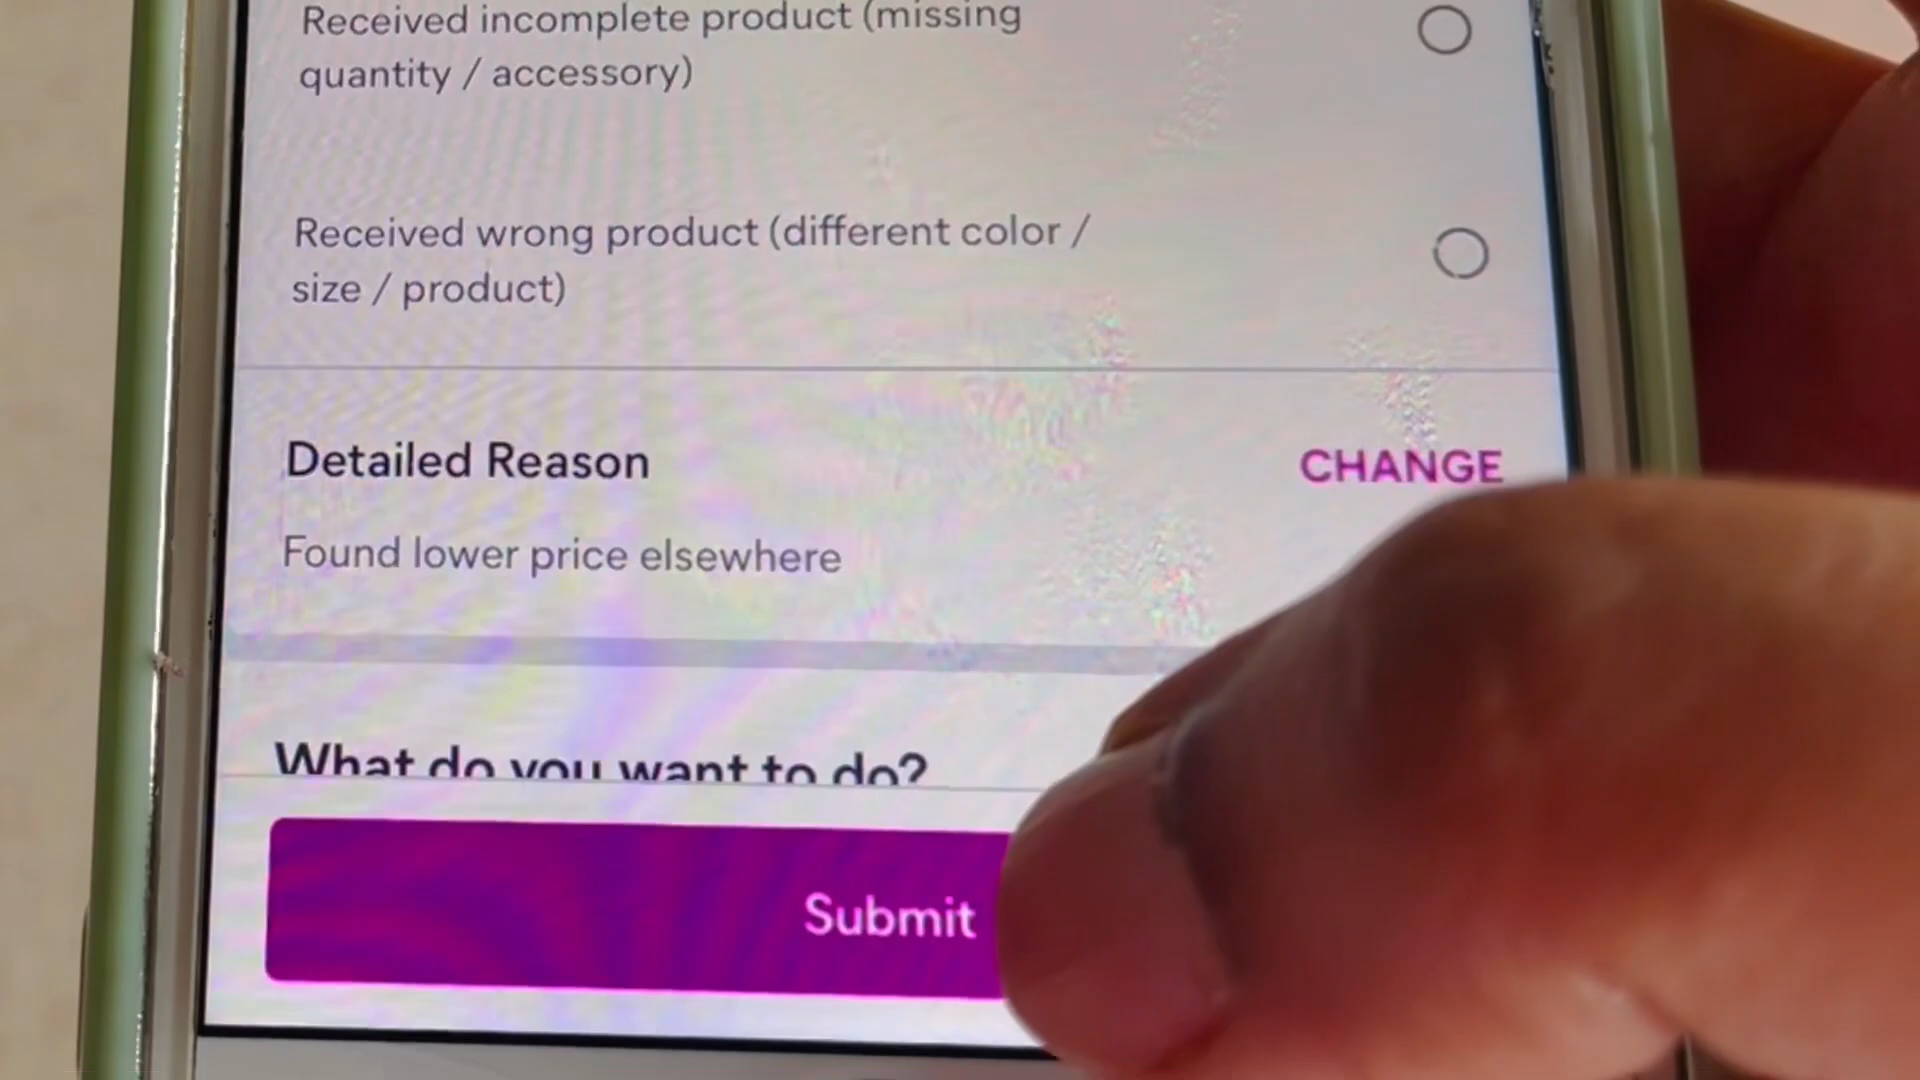 Received incomplete product (missing
quantity / accessory)
Received wrong product (different color /
size / product)
Detailed Reason
CHANGE
Found lower price elsewhere
What do you want to do?
Submit